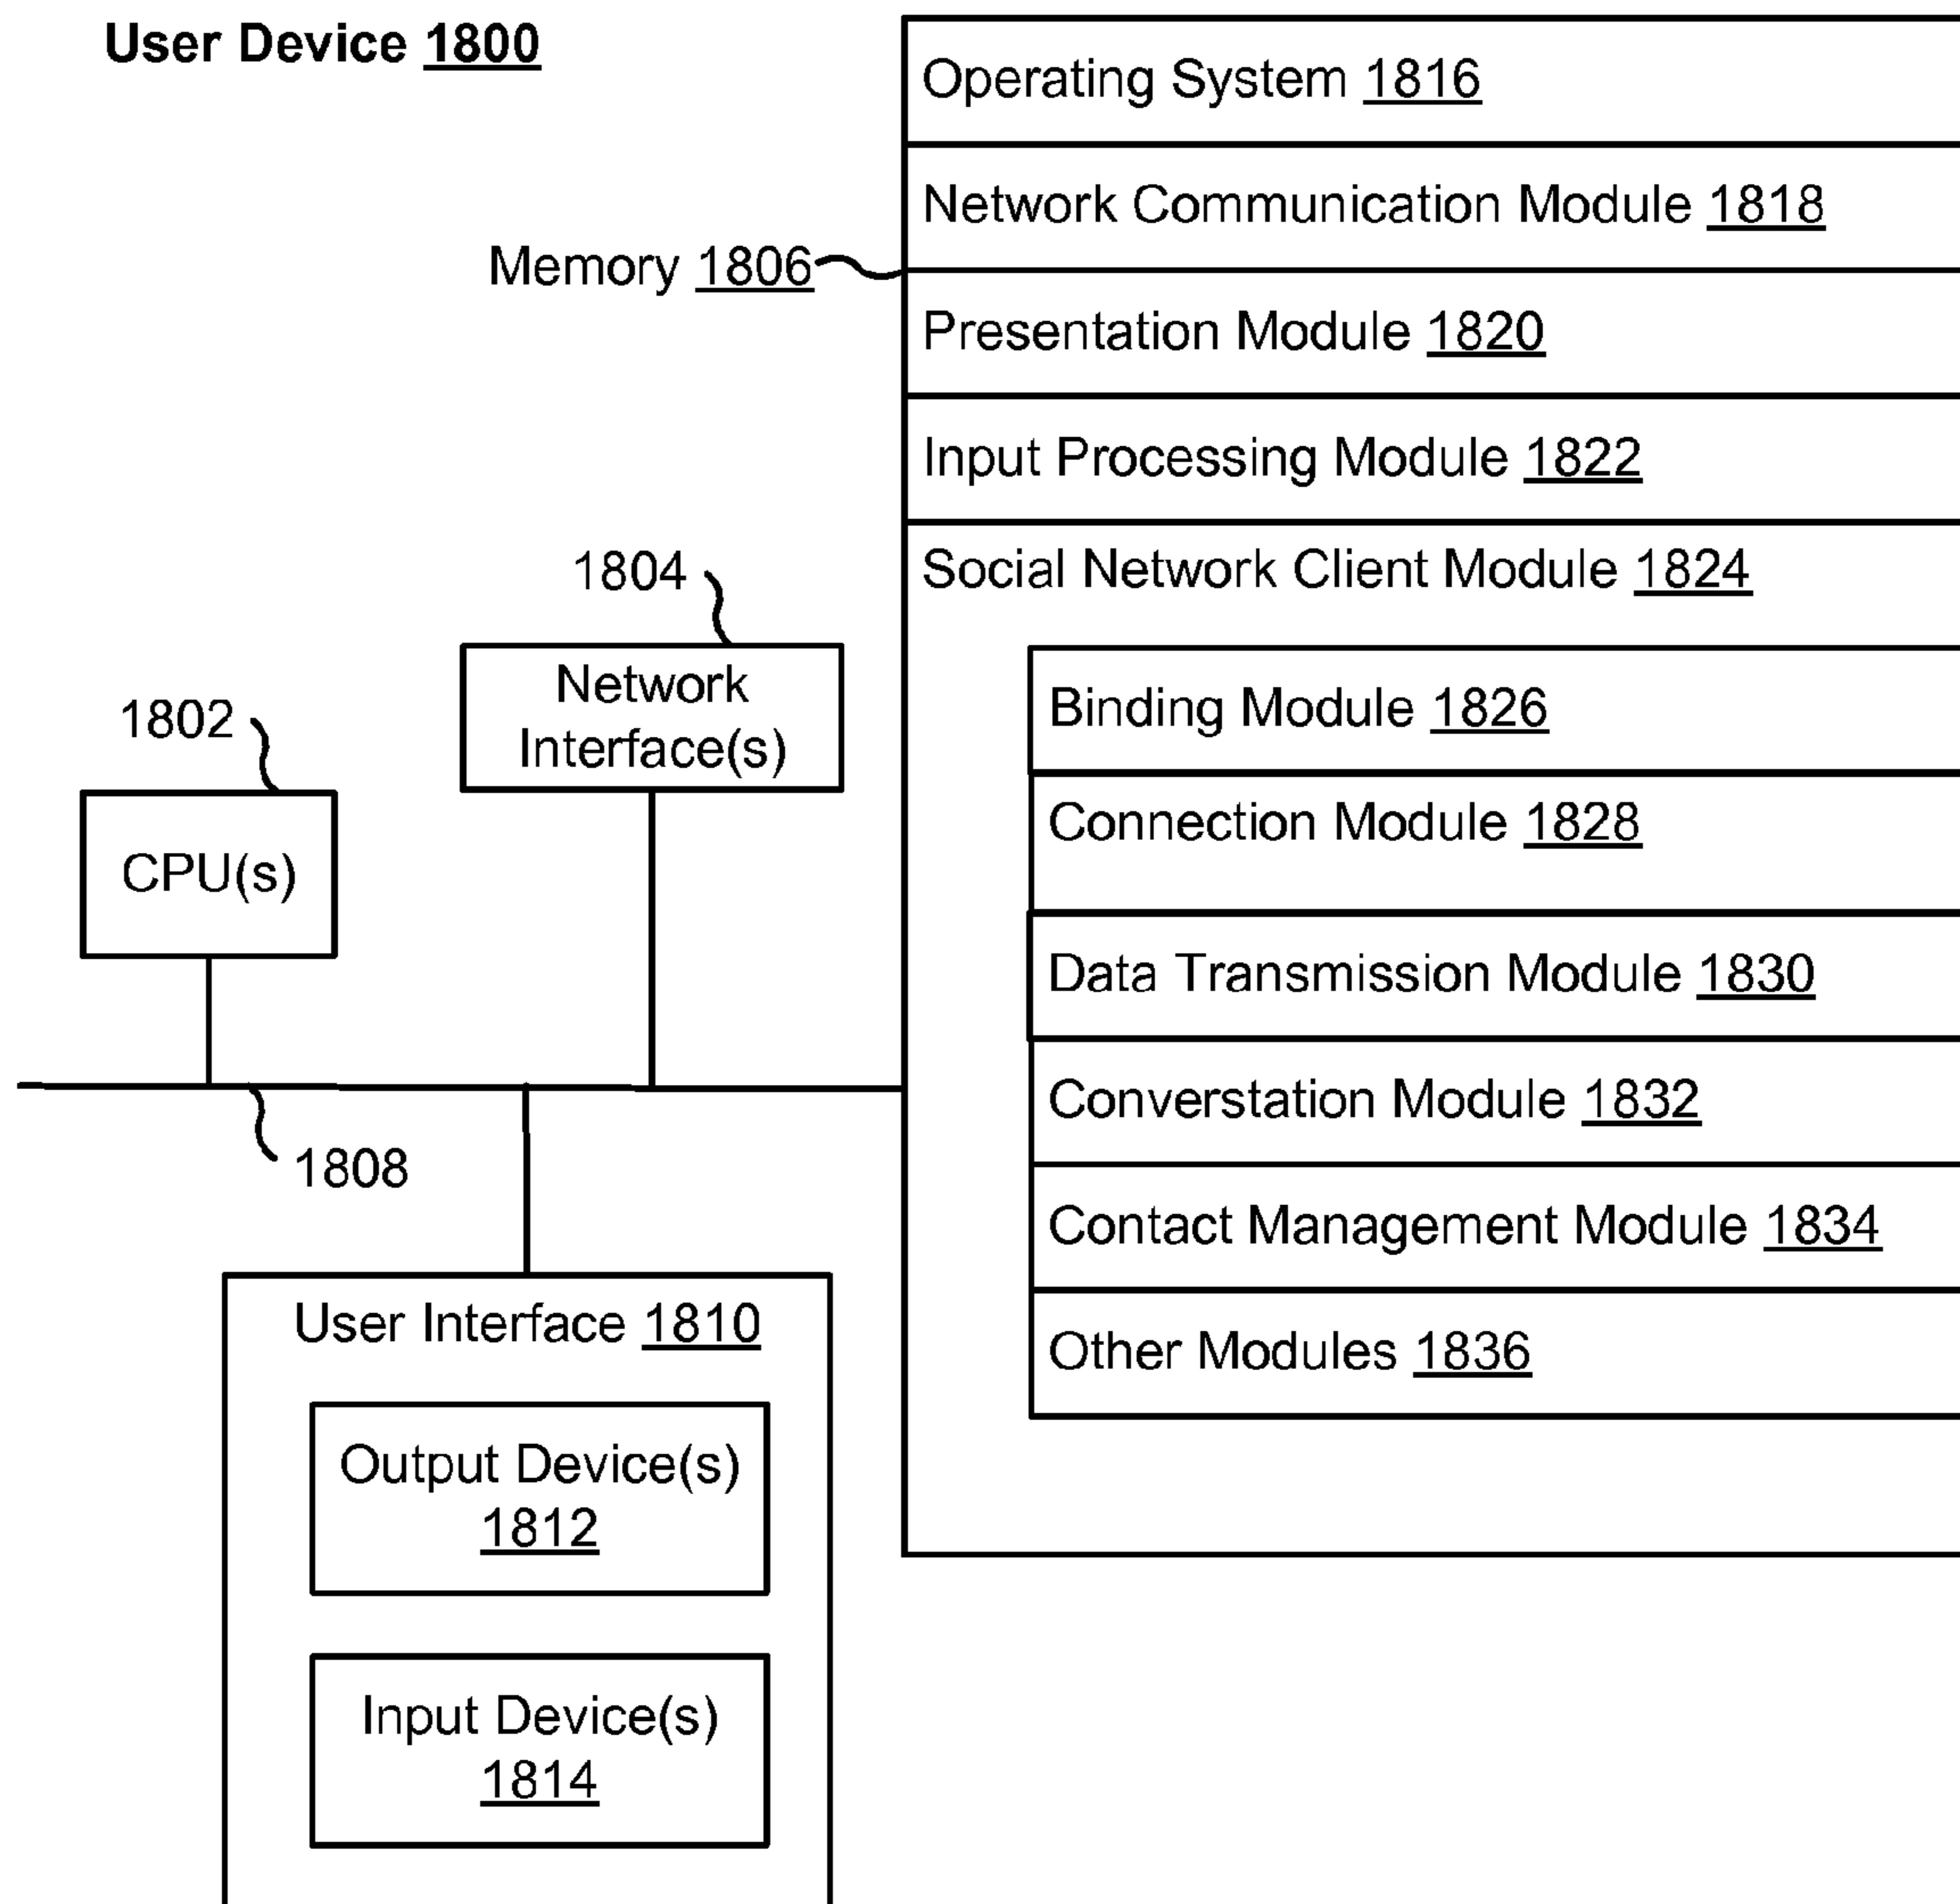 User Device 1800
Operating System 1816
Network Communication Module 1818
Memory 1806
Presentation Module 1820
Input Processing Module 1822
Social Network Client Module 1824
1804
Network
Interface(s)
1802
CPU(s)
Binding Module 1826
Connection Module 1828
Data Transmission Module 1830
Converstation Module 1832
Contact Management Module 1834
Other Modules 1836
1808
User Interface 1810
Output Device(s)
1812
Input Device(s)
1814